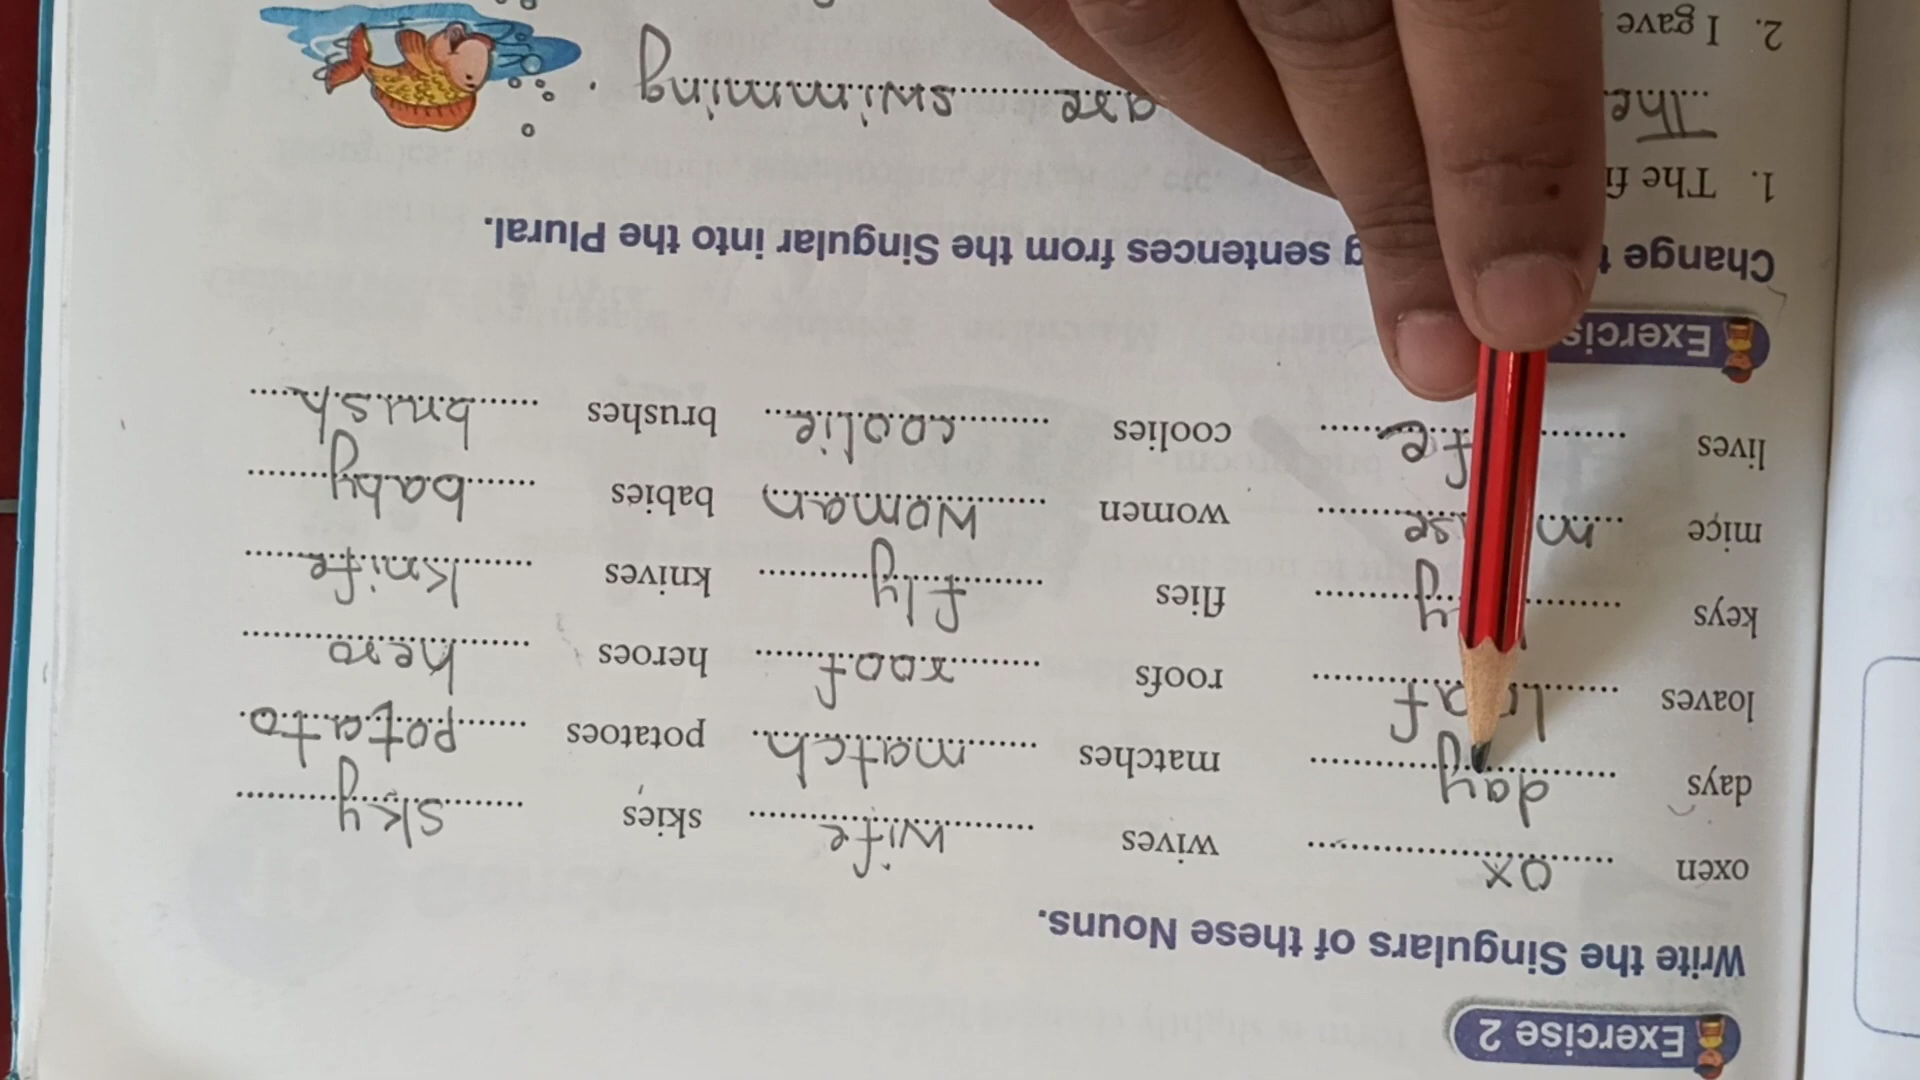 Exercise 2
Write the Singulars of these Nouns.
oxen ox wives wife skies sky
days day matches match potatoes potato
loaves roofs roof heroes hero
keys flies fly knives knife
mice women woman babies baby
lives coolies coolie brushes brush
Change sentences from the Singular into the Plural.
1. The
The are swimming.
2. I gave